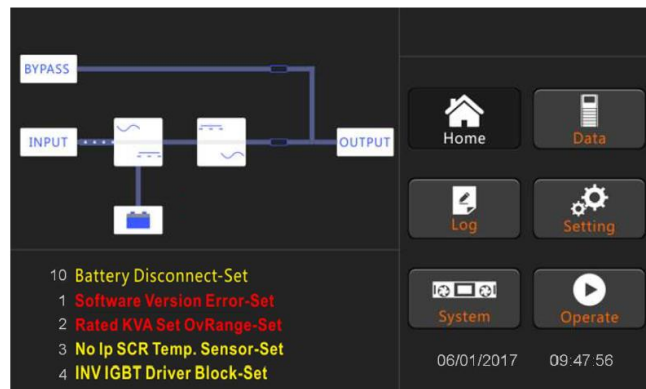 BYPASS
INPUT
OUTPUT
10 Battery Disconnect-Set
1 Software Version Error-Set
2 Rated KVA Set OvRange-Set
3 No Ip SCR Temp. Sensor-Set
4 INV IGBT Driver Block-Set
Home
Data
Log
Setting
System
Operate
06/01/2017 09:47:56